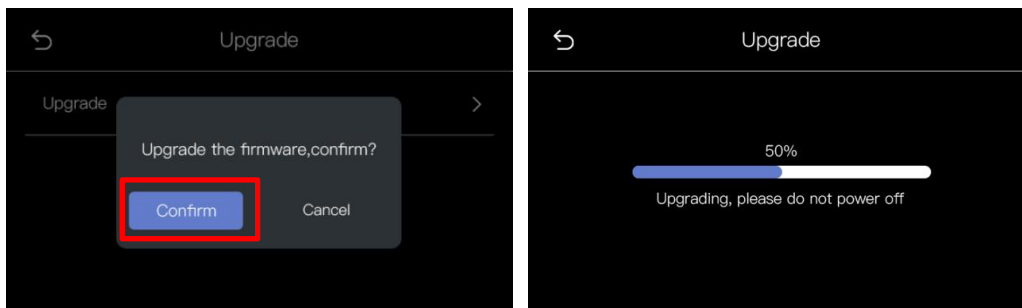 Upgrade
Upgrade
Upgrade the firmware,confirm?
Confirm
Cancel
Upgrade
50%
Upgrading, please do not power off